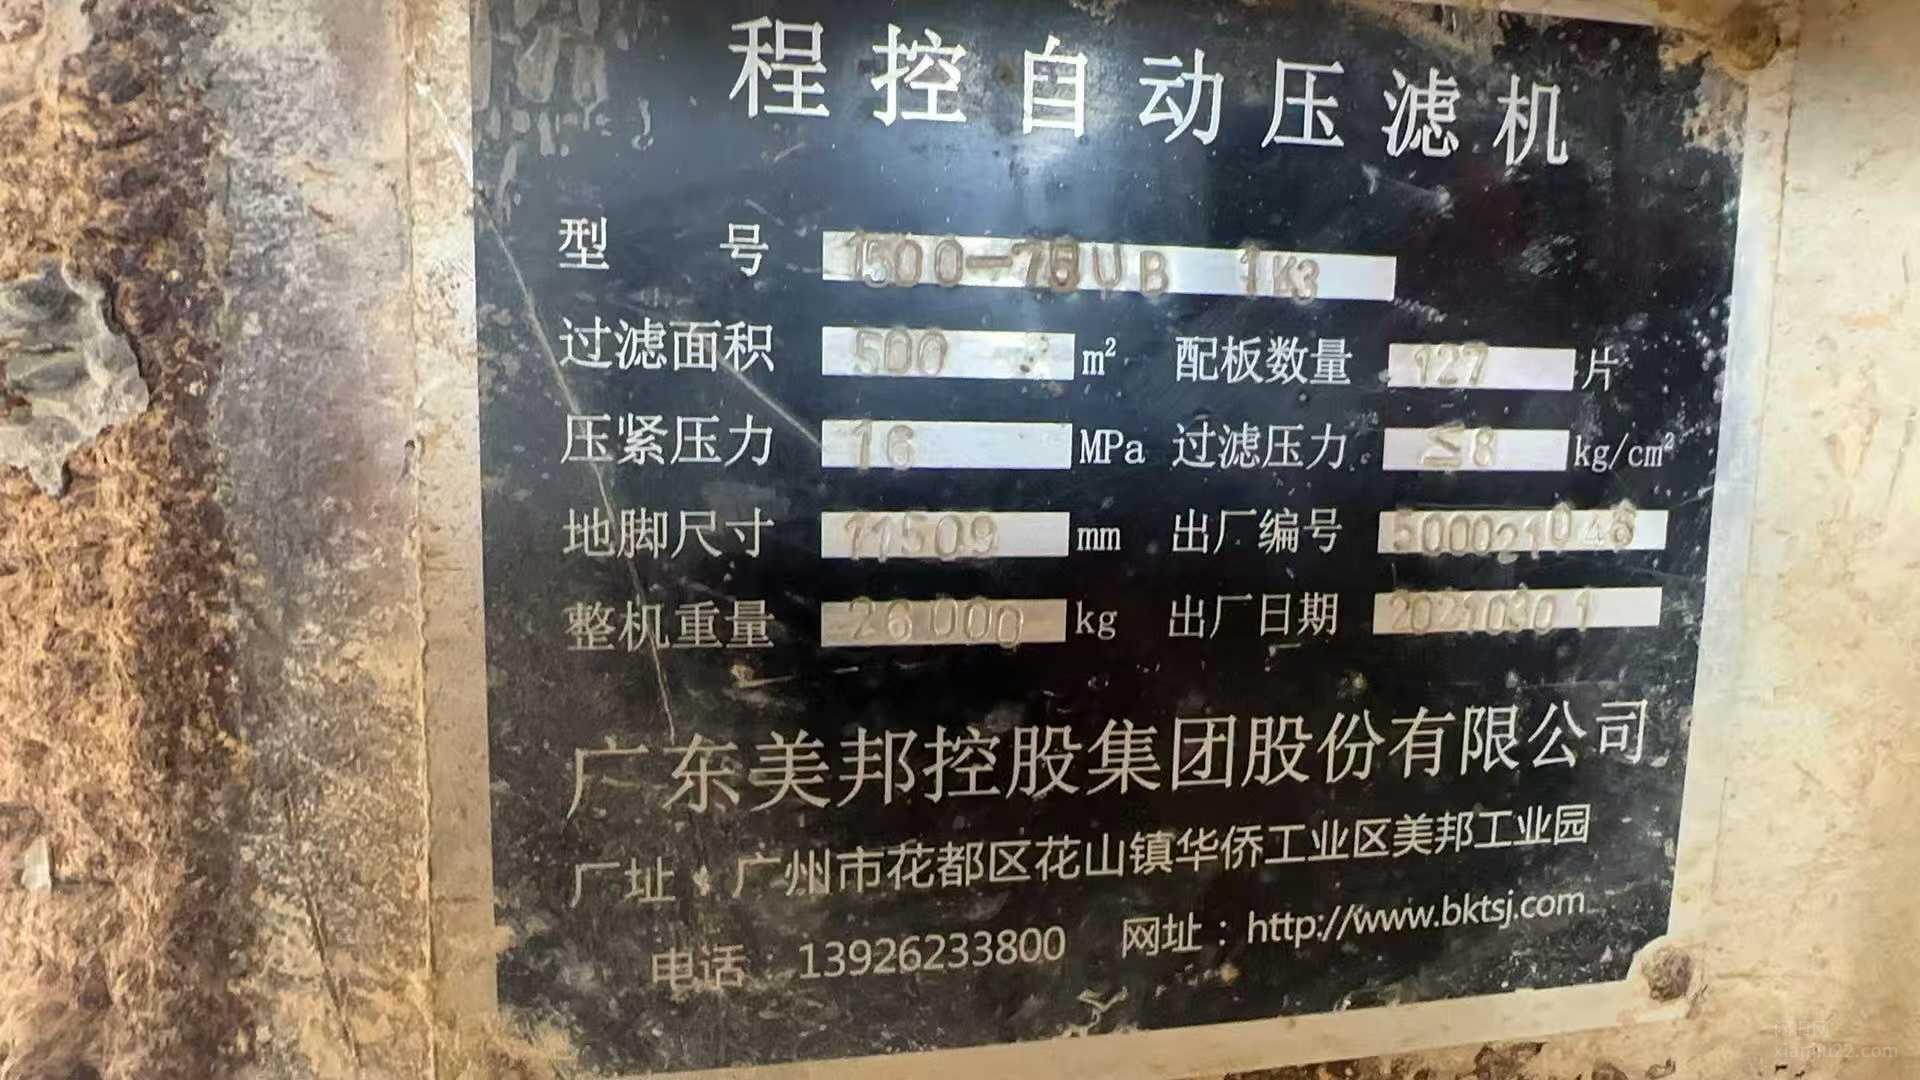 程控自动压滤机
型 号 1500-75UB 1K3
过滤面积 500 m² 配板数量 127 片
压紧压力 16 MPa 过滤压力 ≤8 kg/cm²
地脚尺寸 11509 mm 出厂编号 500021046
整机重量 26000 kg 出厂日期 20210301
广东美邦控股集团股份有限公司
厂址：广州市花都区花山镇华侨工业区美邦工业园
电话：13926233800 网址：http://www.bktsj.com